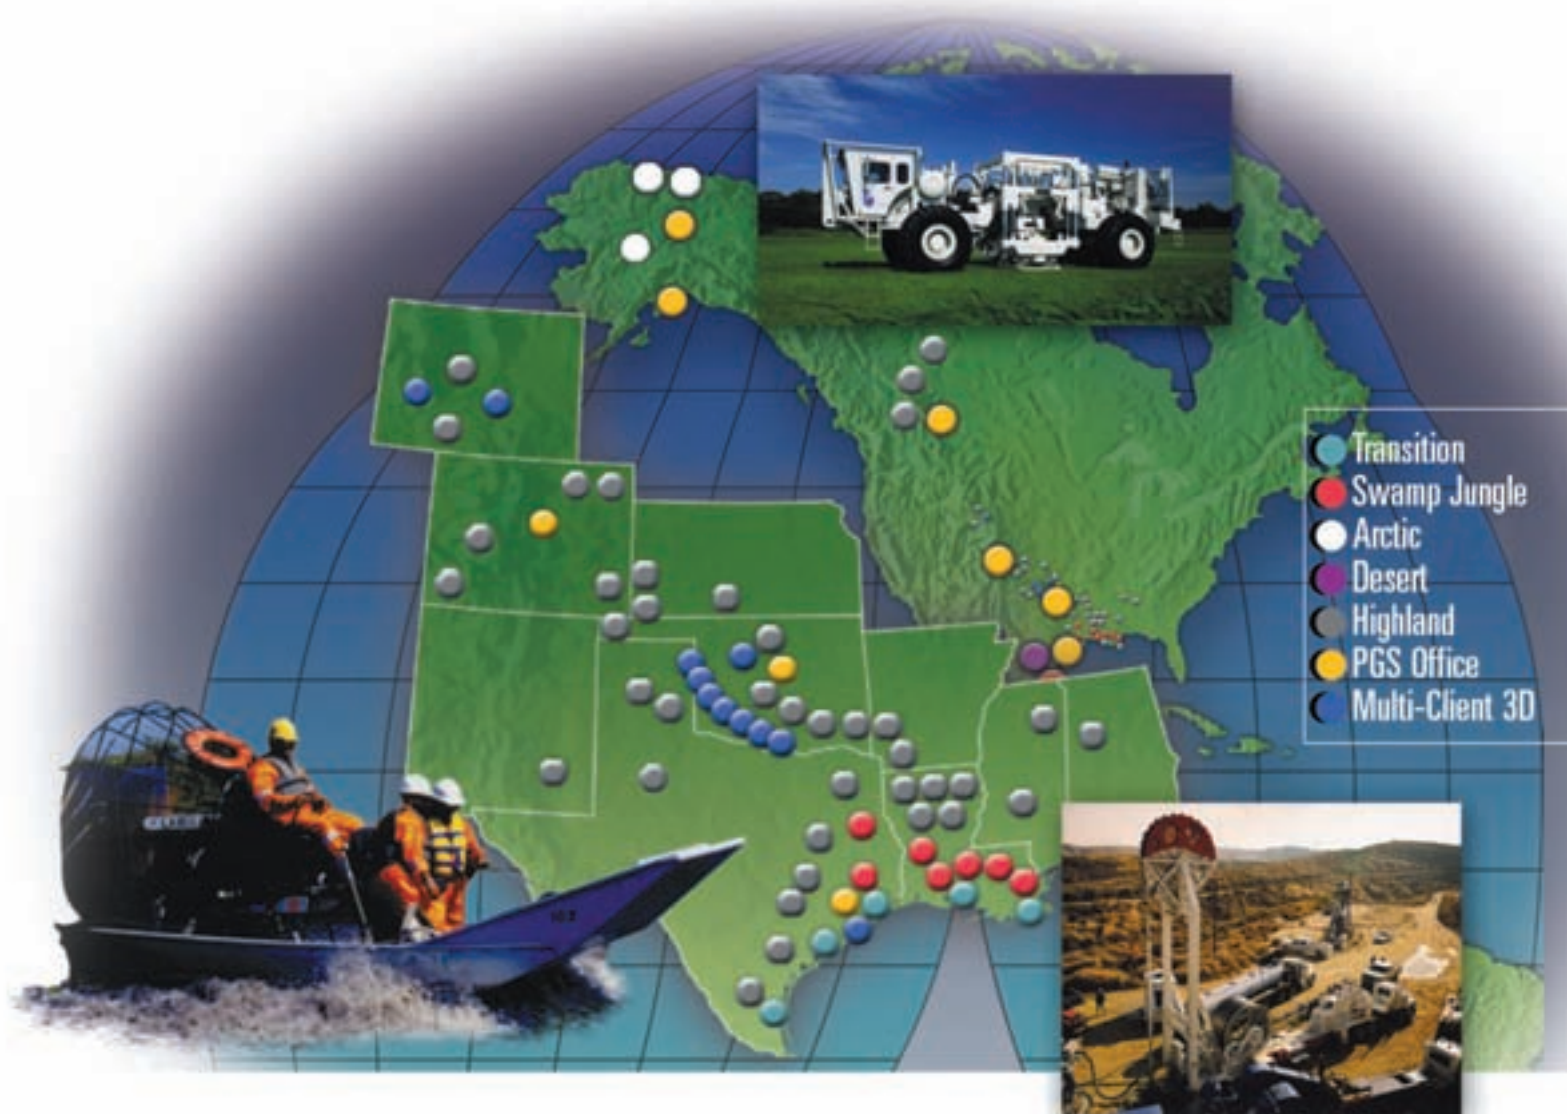 Transition
Swamp Jungle
Arctic
Desert
Highland
PGS Office
Multi-Client 3D